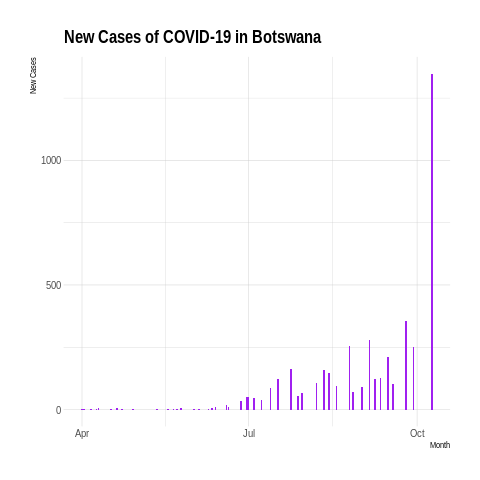 New Cases of COVID-19 in Botswana
New Cases
1000
500
0
Apr
Jul
Oct
Month